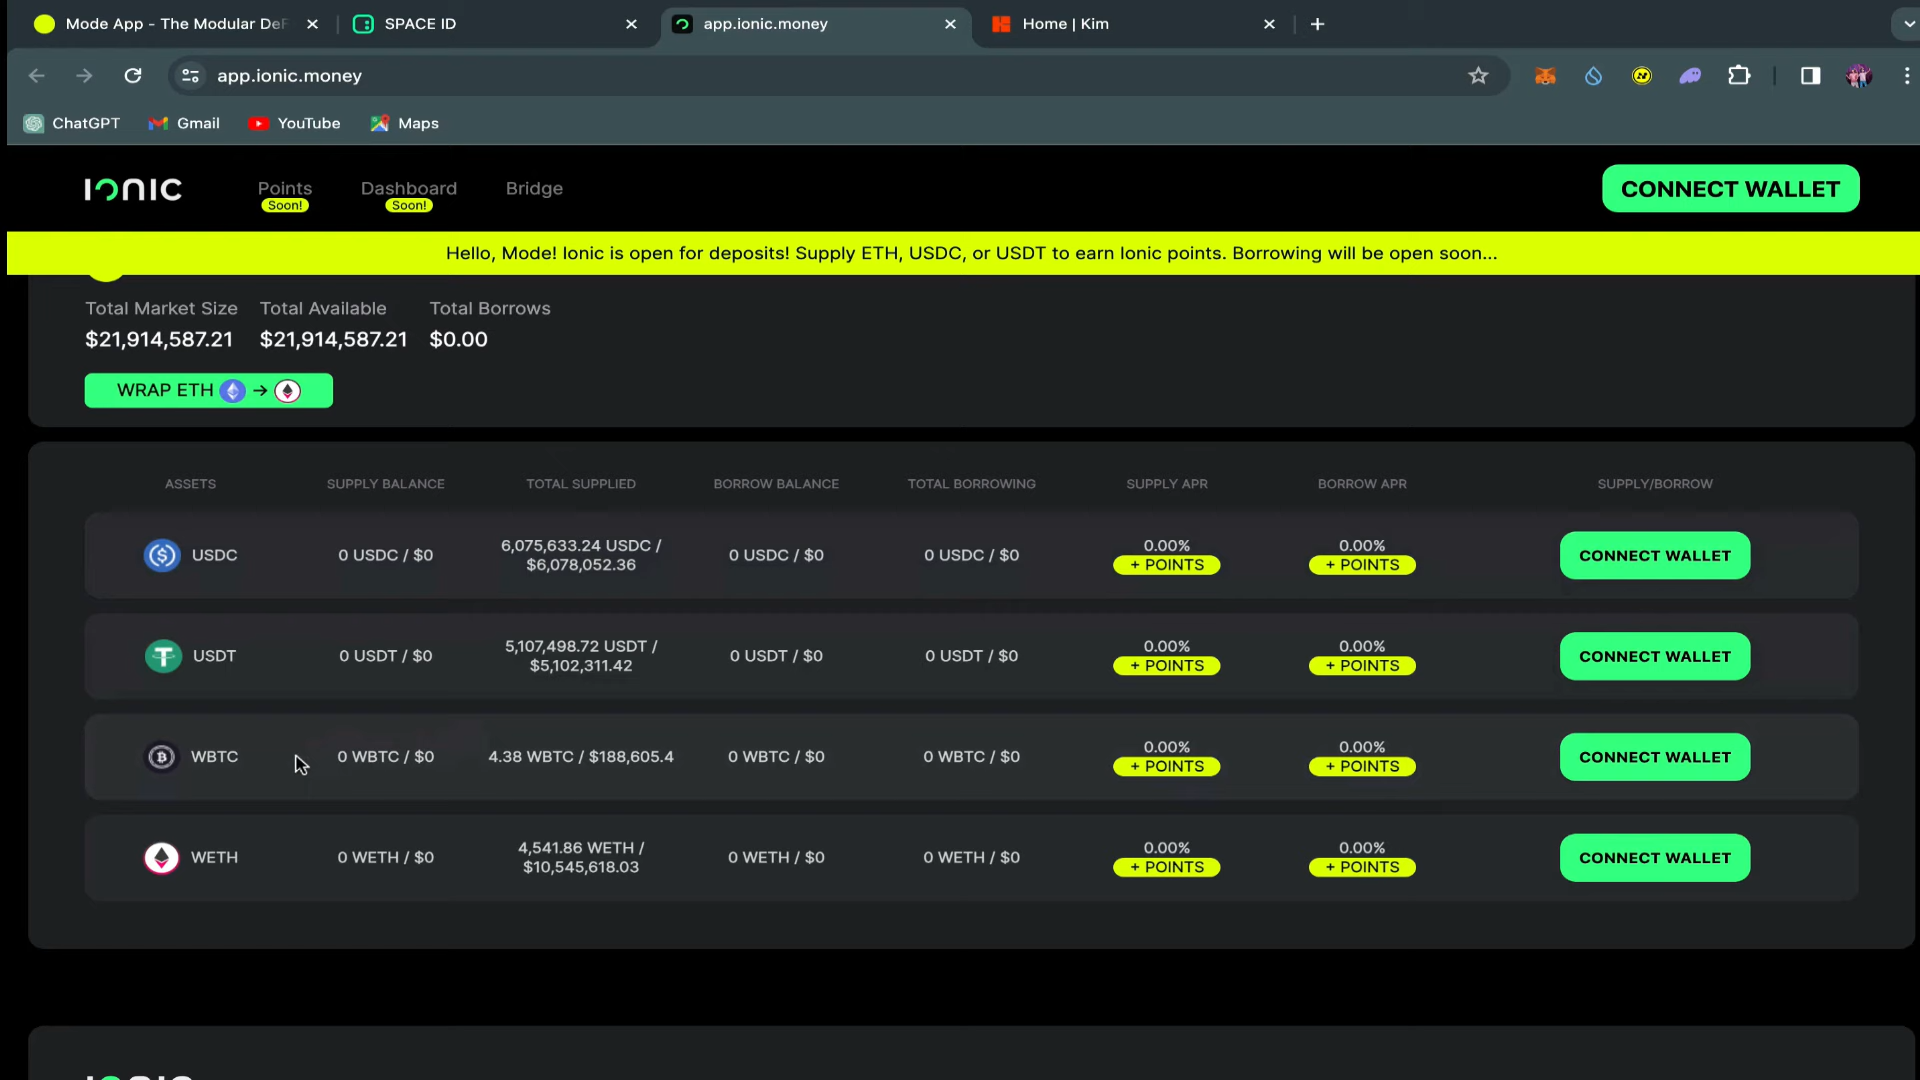 Mode App - The Modular DeF
SPACE ID
app.ionic.money
Home | Kim
app.ionic.money
ChatGPT
Gmail
YouTube
Maps
IONIC
Points
Soon!
Dashboard
Soon!
Bridge
CONNECT WALLET
Hello, Mode! Ionic is open for deposits! Supply ETH, USDC, or USDT to earn Ionic points. Borrowing will be open soon...
Total Market Size
$21,914,587.21
Total Available
$21,914,587.21
Total Borrows
$0.00
WRAP ETH →
ASSETS SUPPLY BALANCE TOTAL SUPPLIED BORROW BALANCE TOTAL BORROWING SUPPLY APR BORROW APR SUPPLY/BORROW
USDC
0 USDC / $0
6,075,633.24 USDC /
$6,078,052.36
0 USDC / $0
0 USDC / $0
0.00%
+ POINTS
0.00%
+ POINTS
CONNECT WALLET
USDT
0 USDT / $0
5,107,498.72 USDT /
$5,102,311.42
0 USDT / $0
0 USDT / $0
0.00%
+ POINTS
0.00%
+ POINTS
CONNECT WALLET
WBTC
0 WBTC / $0
4.38 WBTC / $188,605.4
0 WBTC / $0
0 WBTC / $0
0.00%
+ POINTS
0.00%
+ POINTS
CONNECT WALLET
WETH
0 WETH / $0
4,541.86 WETH /
$10,545,618.03
0 WETH / $0
0 WETH / $0
0.00%
+ POINTS
0.00%
+ POINTS
CONNECT WALLET